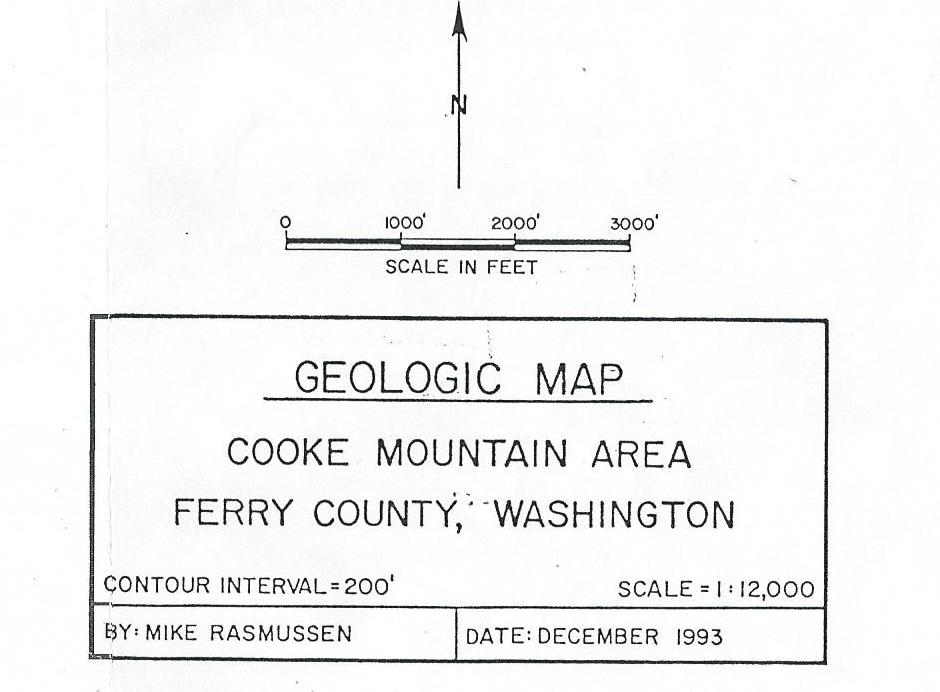 N
0 1000' 2000' 3000'
SCALE IN FEET
GEOLOGIC MAP
COOKE MOUNTAIN AREA
FERRY COUNTY, WASHINGTON
CONTOUR INTERVAL=200' SCALE=1:12,000
BY: MIKE RASMUSSEN DATE: DECEMBER 1993